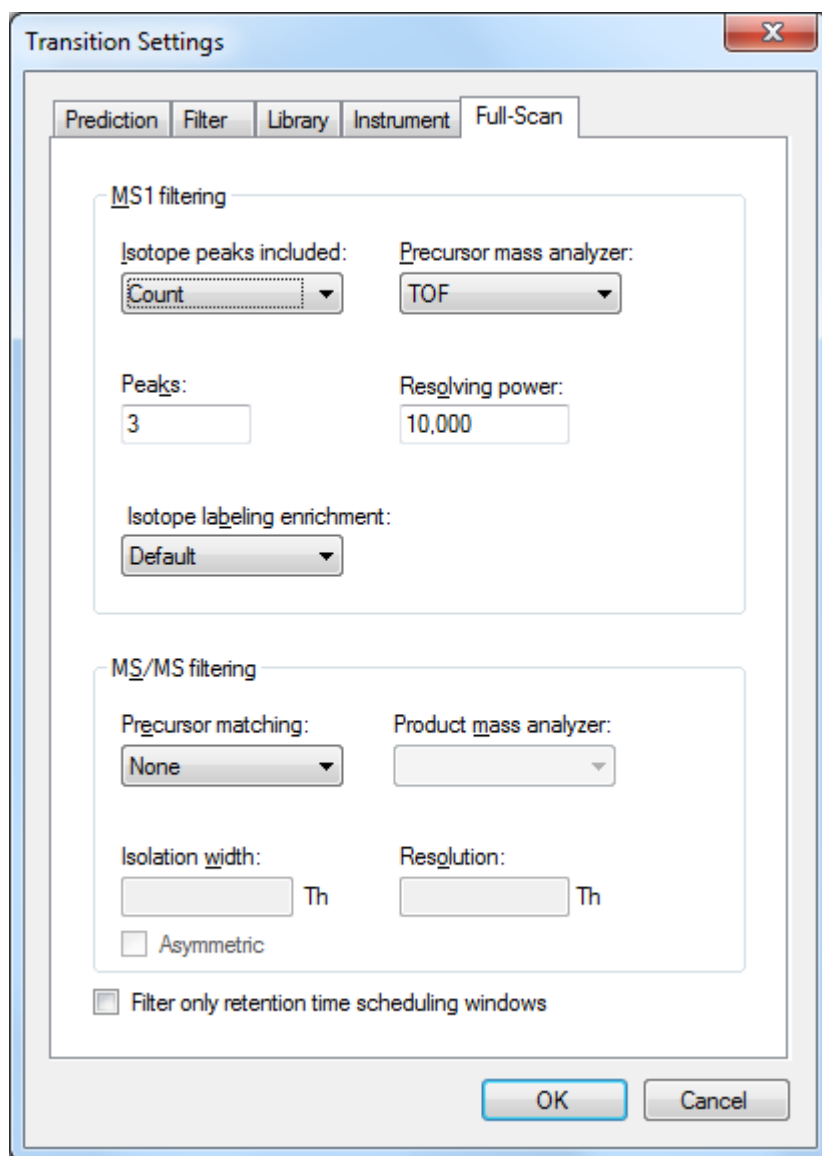 Transition Settings
Prediction Filter Library Instrument Full-Scan
MS1 filtering
Isotope peaks included: Precursor mass analyzer:
Count TOF
Peaks: Resolving power:
3 10,000
Isotope labeling enrichment:
Default
MS/MS filtering
Precursor matching: Product mass analyzer:
None
Isolation width: Resolution:
Th Th
Asymmetric
Filter only retention time scheduling windows
OK Cancel